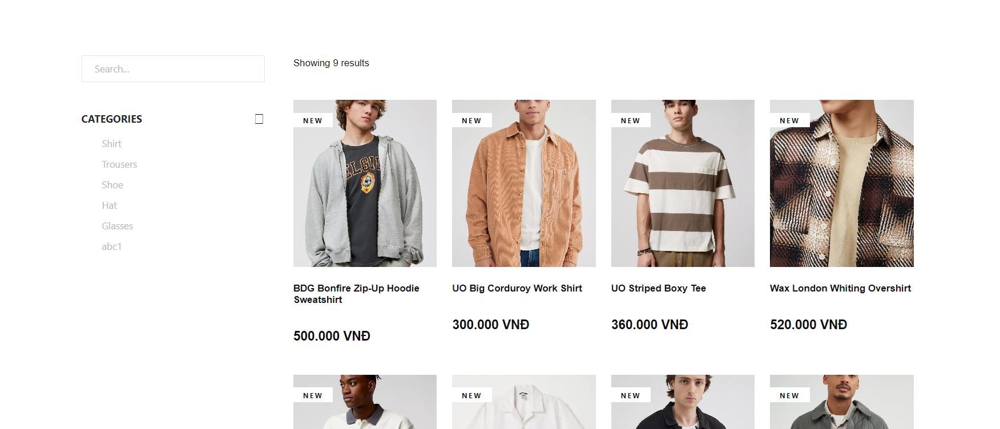 Search...
Showing 9 results
CATEGORIES
Shirt
Trousers
Shoe
Hat
Glasses
abc1
NEW
NEW
NEW
NEW
BDG Bonfire Zip-Up Hoodie
Sweatshirt
500.000 VNĐ
UO Big Corduroy Work Shirt
300.000 VNĐ
UO Striped Boxy Tee
360.000 VNĐ
Wax London Whiting Overshirt
520.000 VNĐ
NEW
NEW
NEW
NEW